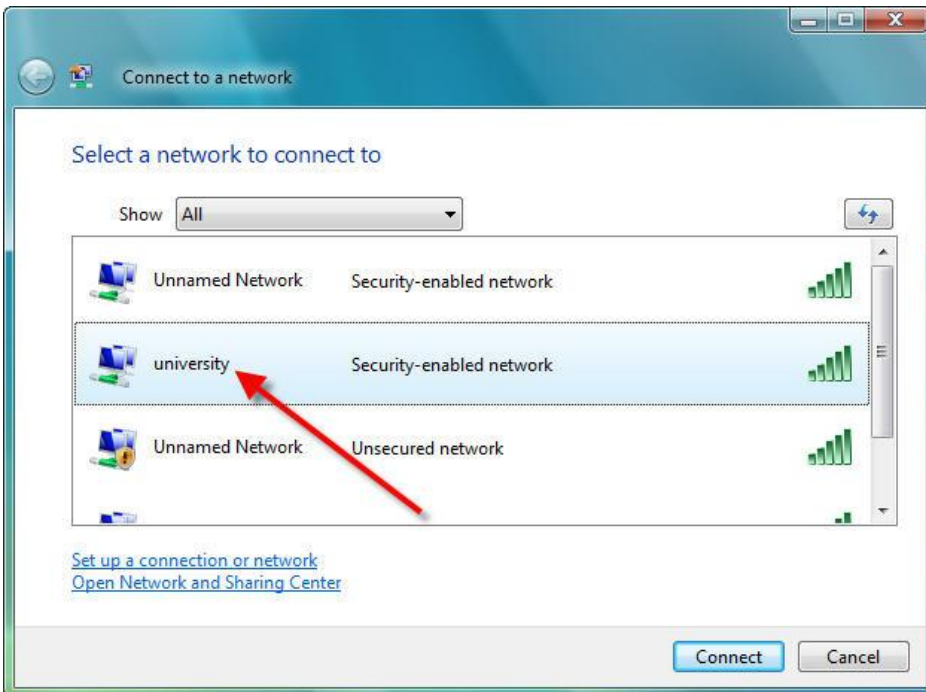 Connect to a network
Select a network to connect to
Show All
Unnamed Network Security-enabled network
university Security-enabled network
Unnamed Network Unsecured network
Set up a connection or network
Open Network and Sharing Center
Connect Cancel